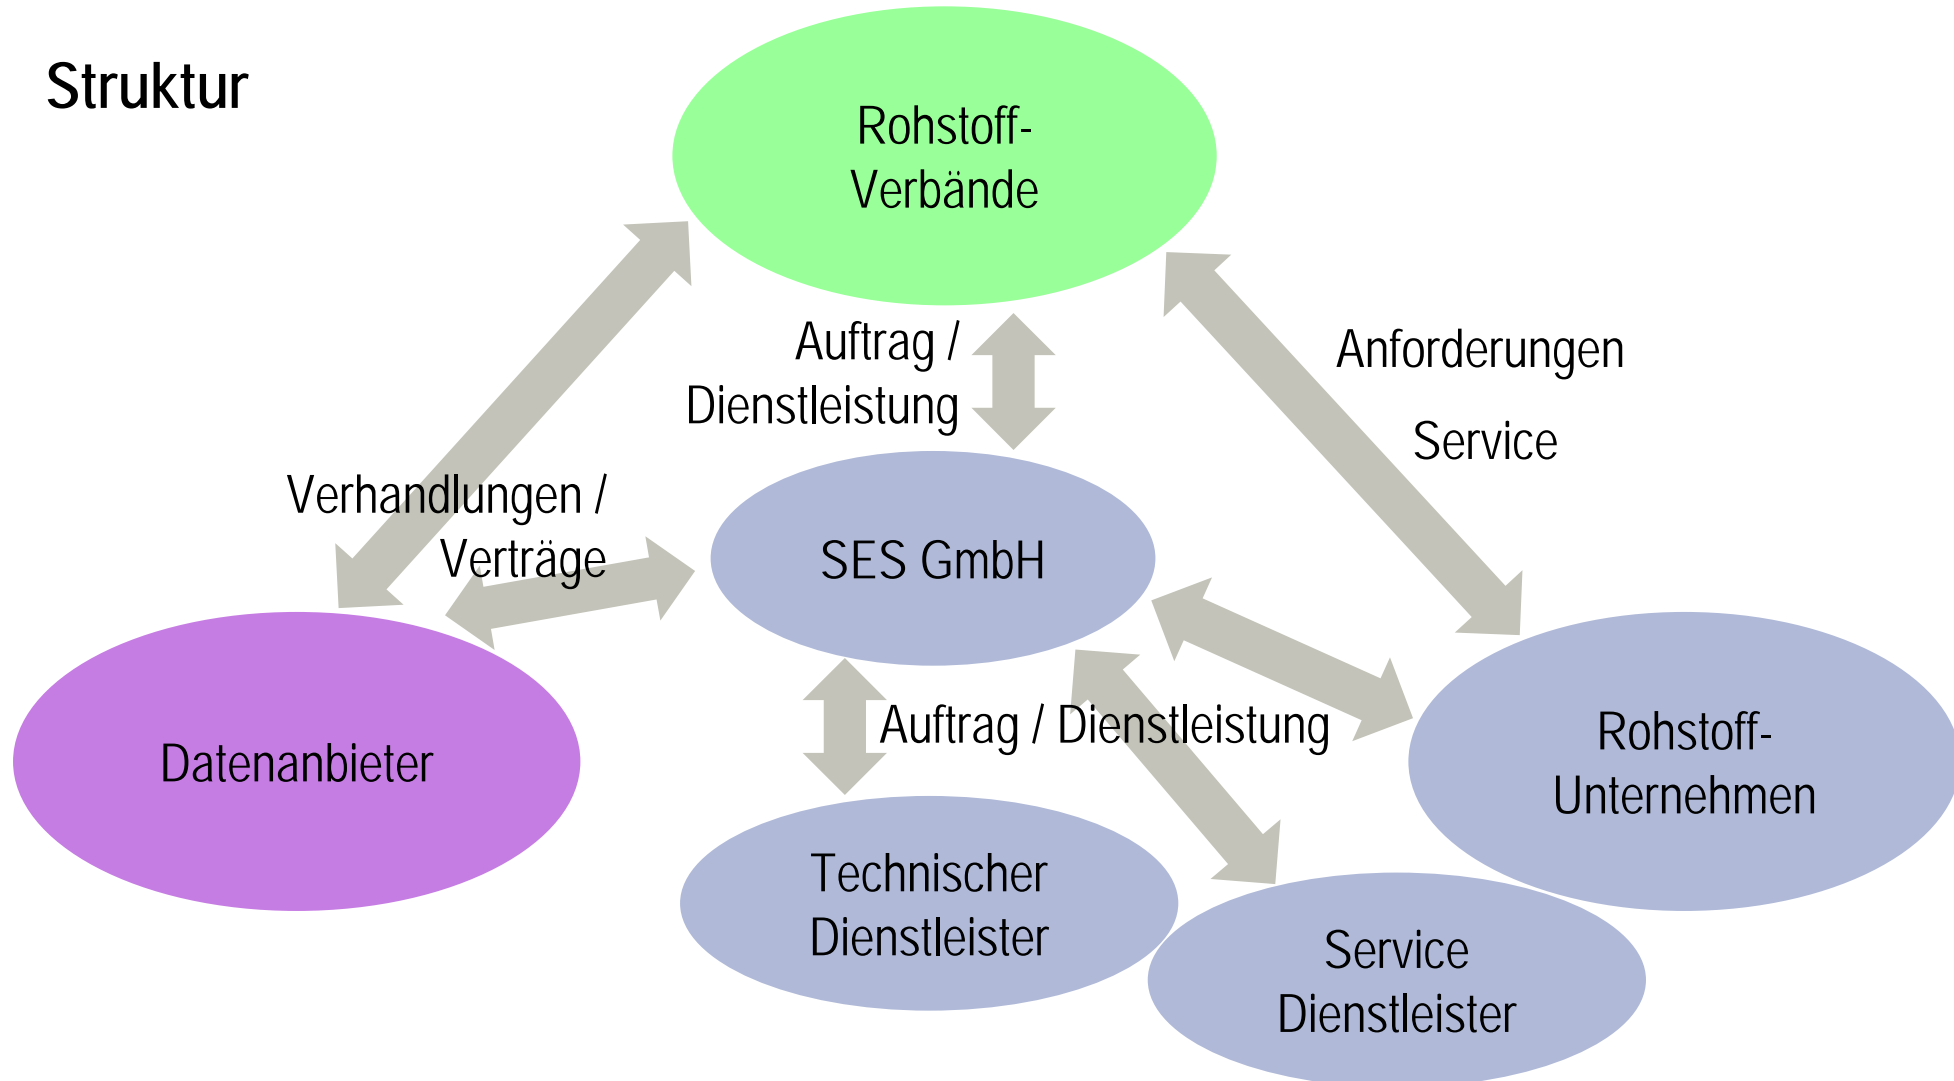 Struktur
Rohstoff-
Verbände
Auftrag /
Dienstleistung
Anforderungen
Service
Verhandlungen /
Verträge
SES GmbH
Datenanbieter
Auftrag / Dienstleistung
Rohstoff-
Unternehmen
Technischer
Dienstleister
Service
Dienstleister